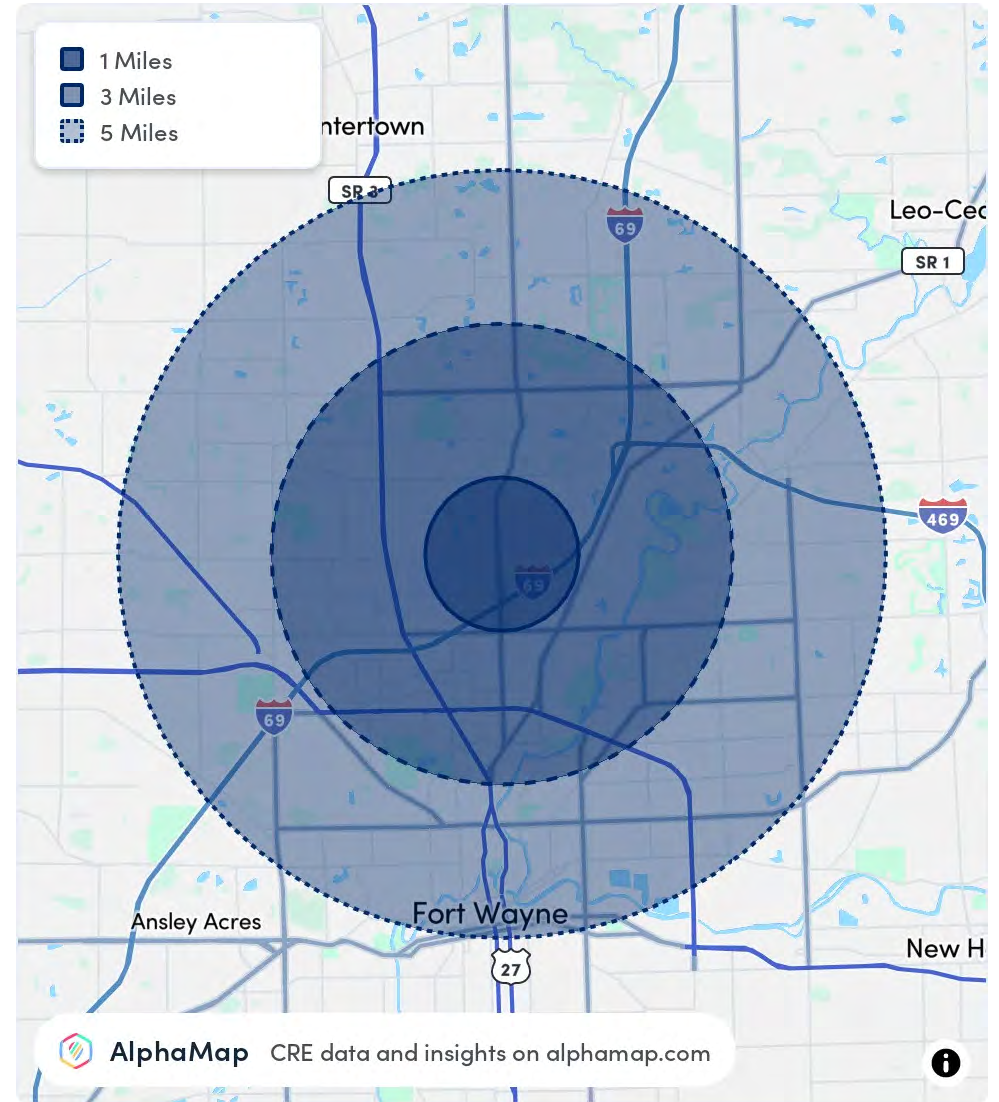 1 Miles
3 Miles
5 Miles
ntertown
SR 3
69
Leo-Ced
SR 1
469
69
69
Fort Wayne
Ansley Acres
New H
27
AlphaMap CRE data and insights on alphamap.com